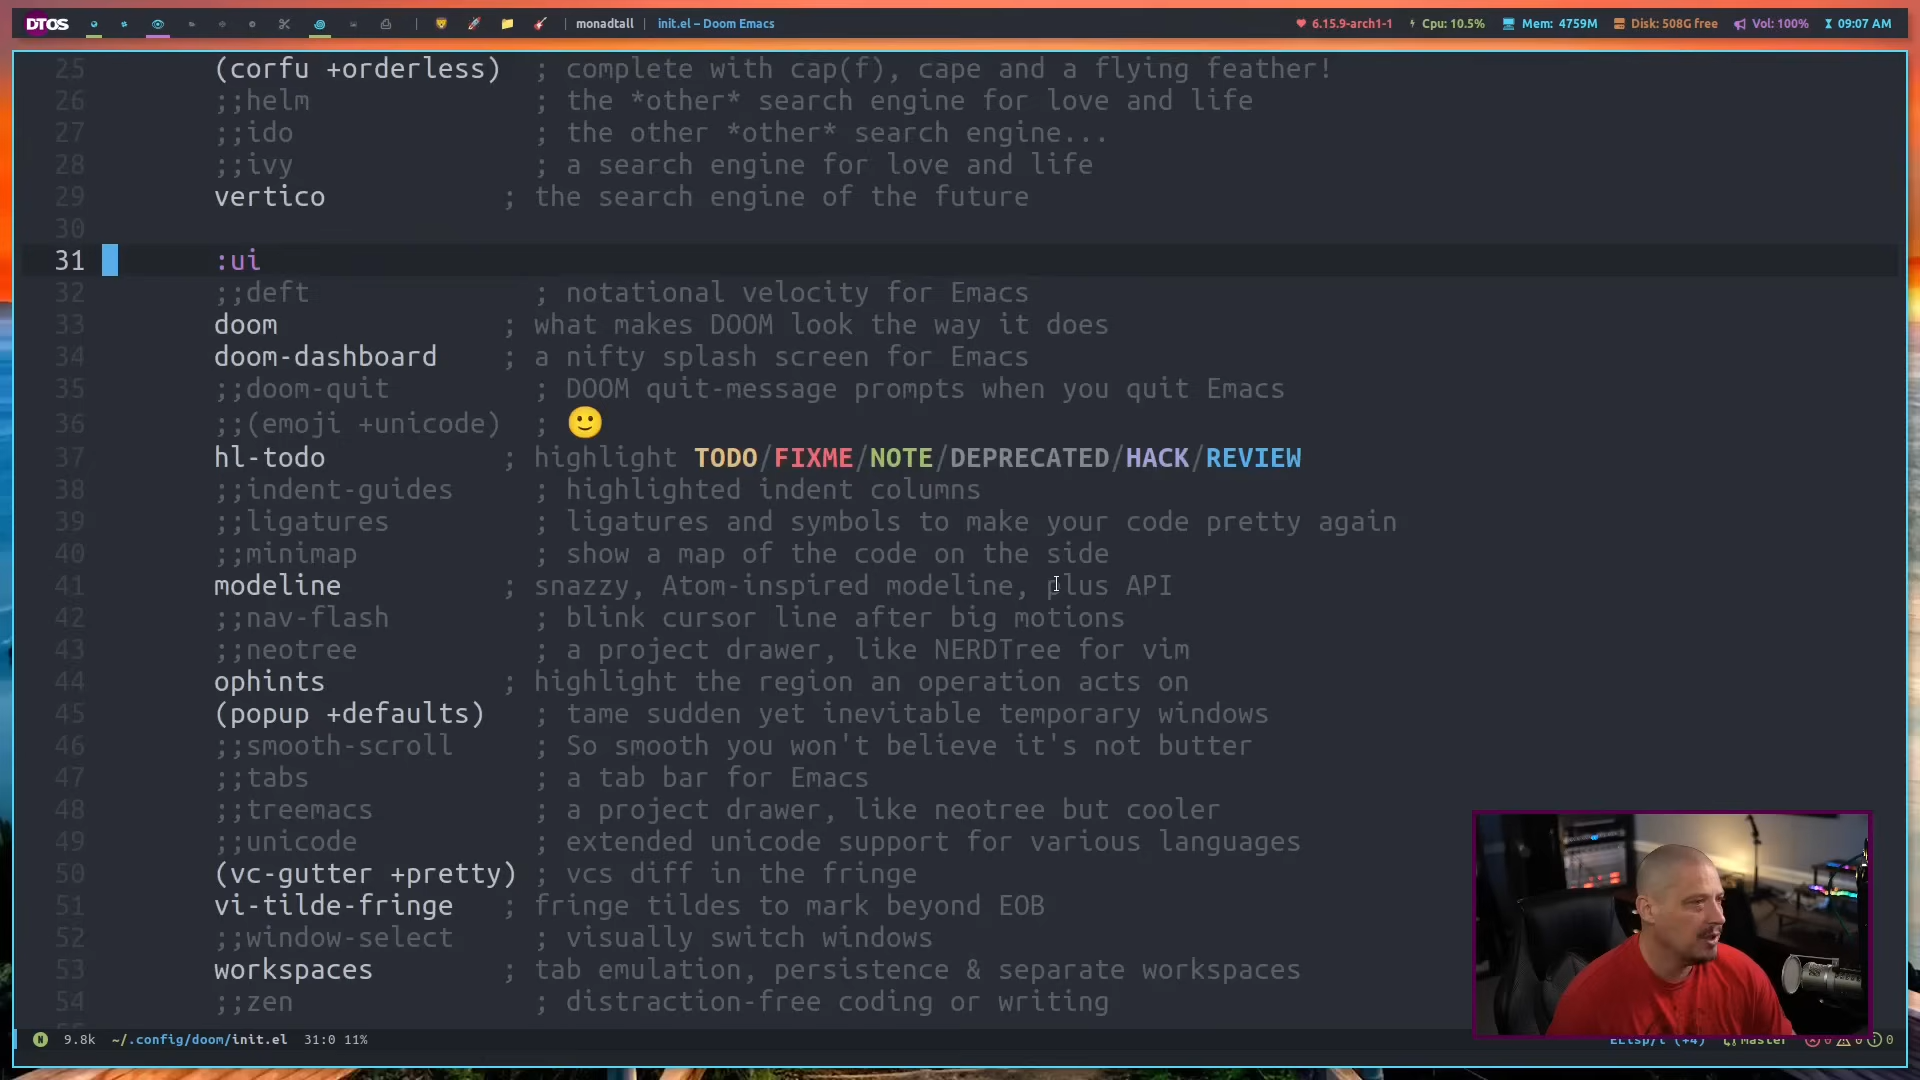 DTOS | monadtall | init.el – Doom Emacs 6.15.9-arch1-1 Cpu: 10.5% Mem: 4759M Disk: 508G free Vol: 100% 09:07 AM
25 (corfu +orderless) ; complete with cap(f), cape and a flying feather!
26 ;;helm ; the *other* search engine for love and life
27 ;;ido ; the other *other* search engine...
28 ;;ivy ; a search engine for love and life
29 vertico ; the search engine of the future
30
31 :ui
32 ;;deft ; notational velocity for Emacs
33 doom ; what makes DOOM look the way it does
34 doom-dashboard ; a nifty splash screen for Emacs
35 ;;doom-quit ; DOOM quit-message prompts when you quit Emacs
36 ;;(emoji +unicode) ; 🙂
37 hl-todo ; highlight TODO/FIXME/NOTE/DEPRECATED/HACK/REVIEW
38 ;;indent-guides ; highlighted indent columns
39 ;;ligatures ; ligatures and symbols to make your code pretty again
40 ;;minimap ; show a map of the code on the side
41 modeline ; snazzy, Atom-inspired modeline, plus API
42 ;;nav-flash ; blink cursor line after big motions
43 ;;neotree ; a project drawer, like NERDTree for vim
44 ophints ; highlight the region an operation acts on
45 (popup +defaults) ; tame sudden yet inevitable temporary windows
46 ;;smooth-scroll ; So smooth you won't believe it's not butter
47 ;;tabs ; a tab bar for Emacs
48 ;;treemacs ; a project drawer, like neotree but cooler
49 ;;unicode ; extended unicode support for various languages
50 (vc-gutter +pretty) ; vcs diff in the fringe
51 vi-tilde-fringe ; fringe tildes to mark beyond EOB
52 ;;window-select ; visually switch windows
53 workspaces ; tab emulation, persistence & separate workspaces
54 ;;zen ; distraction-free coding or writing
N 9.8k ~/.config/doom/init.el 31:0 11% ELisp/l (+4) master 0 0 0